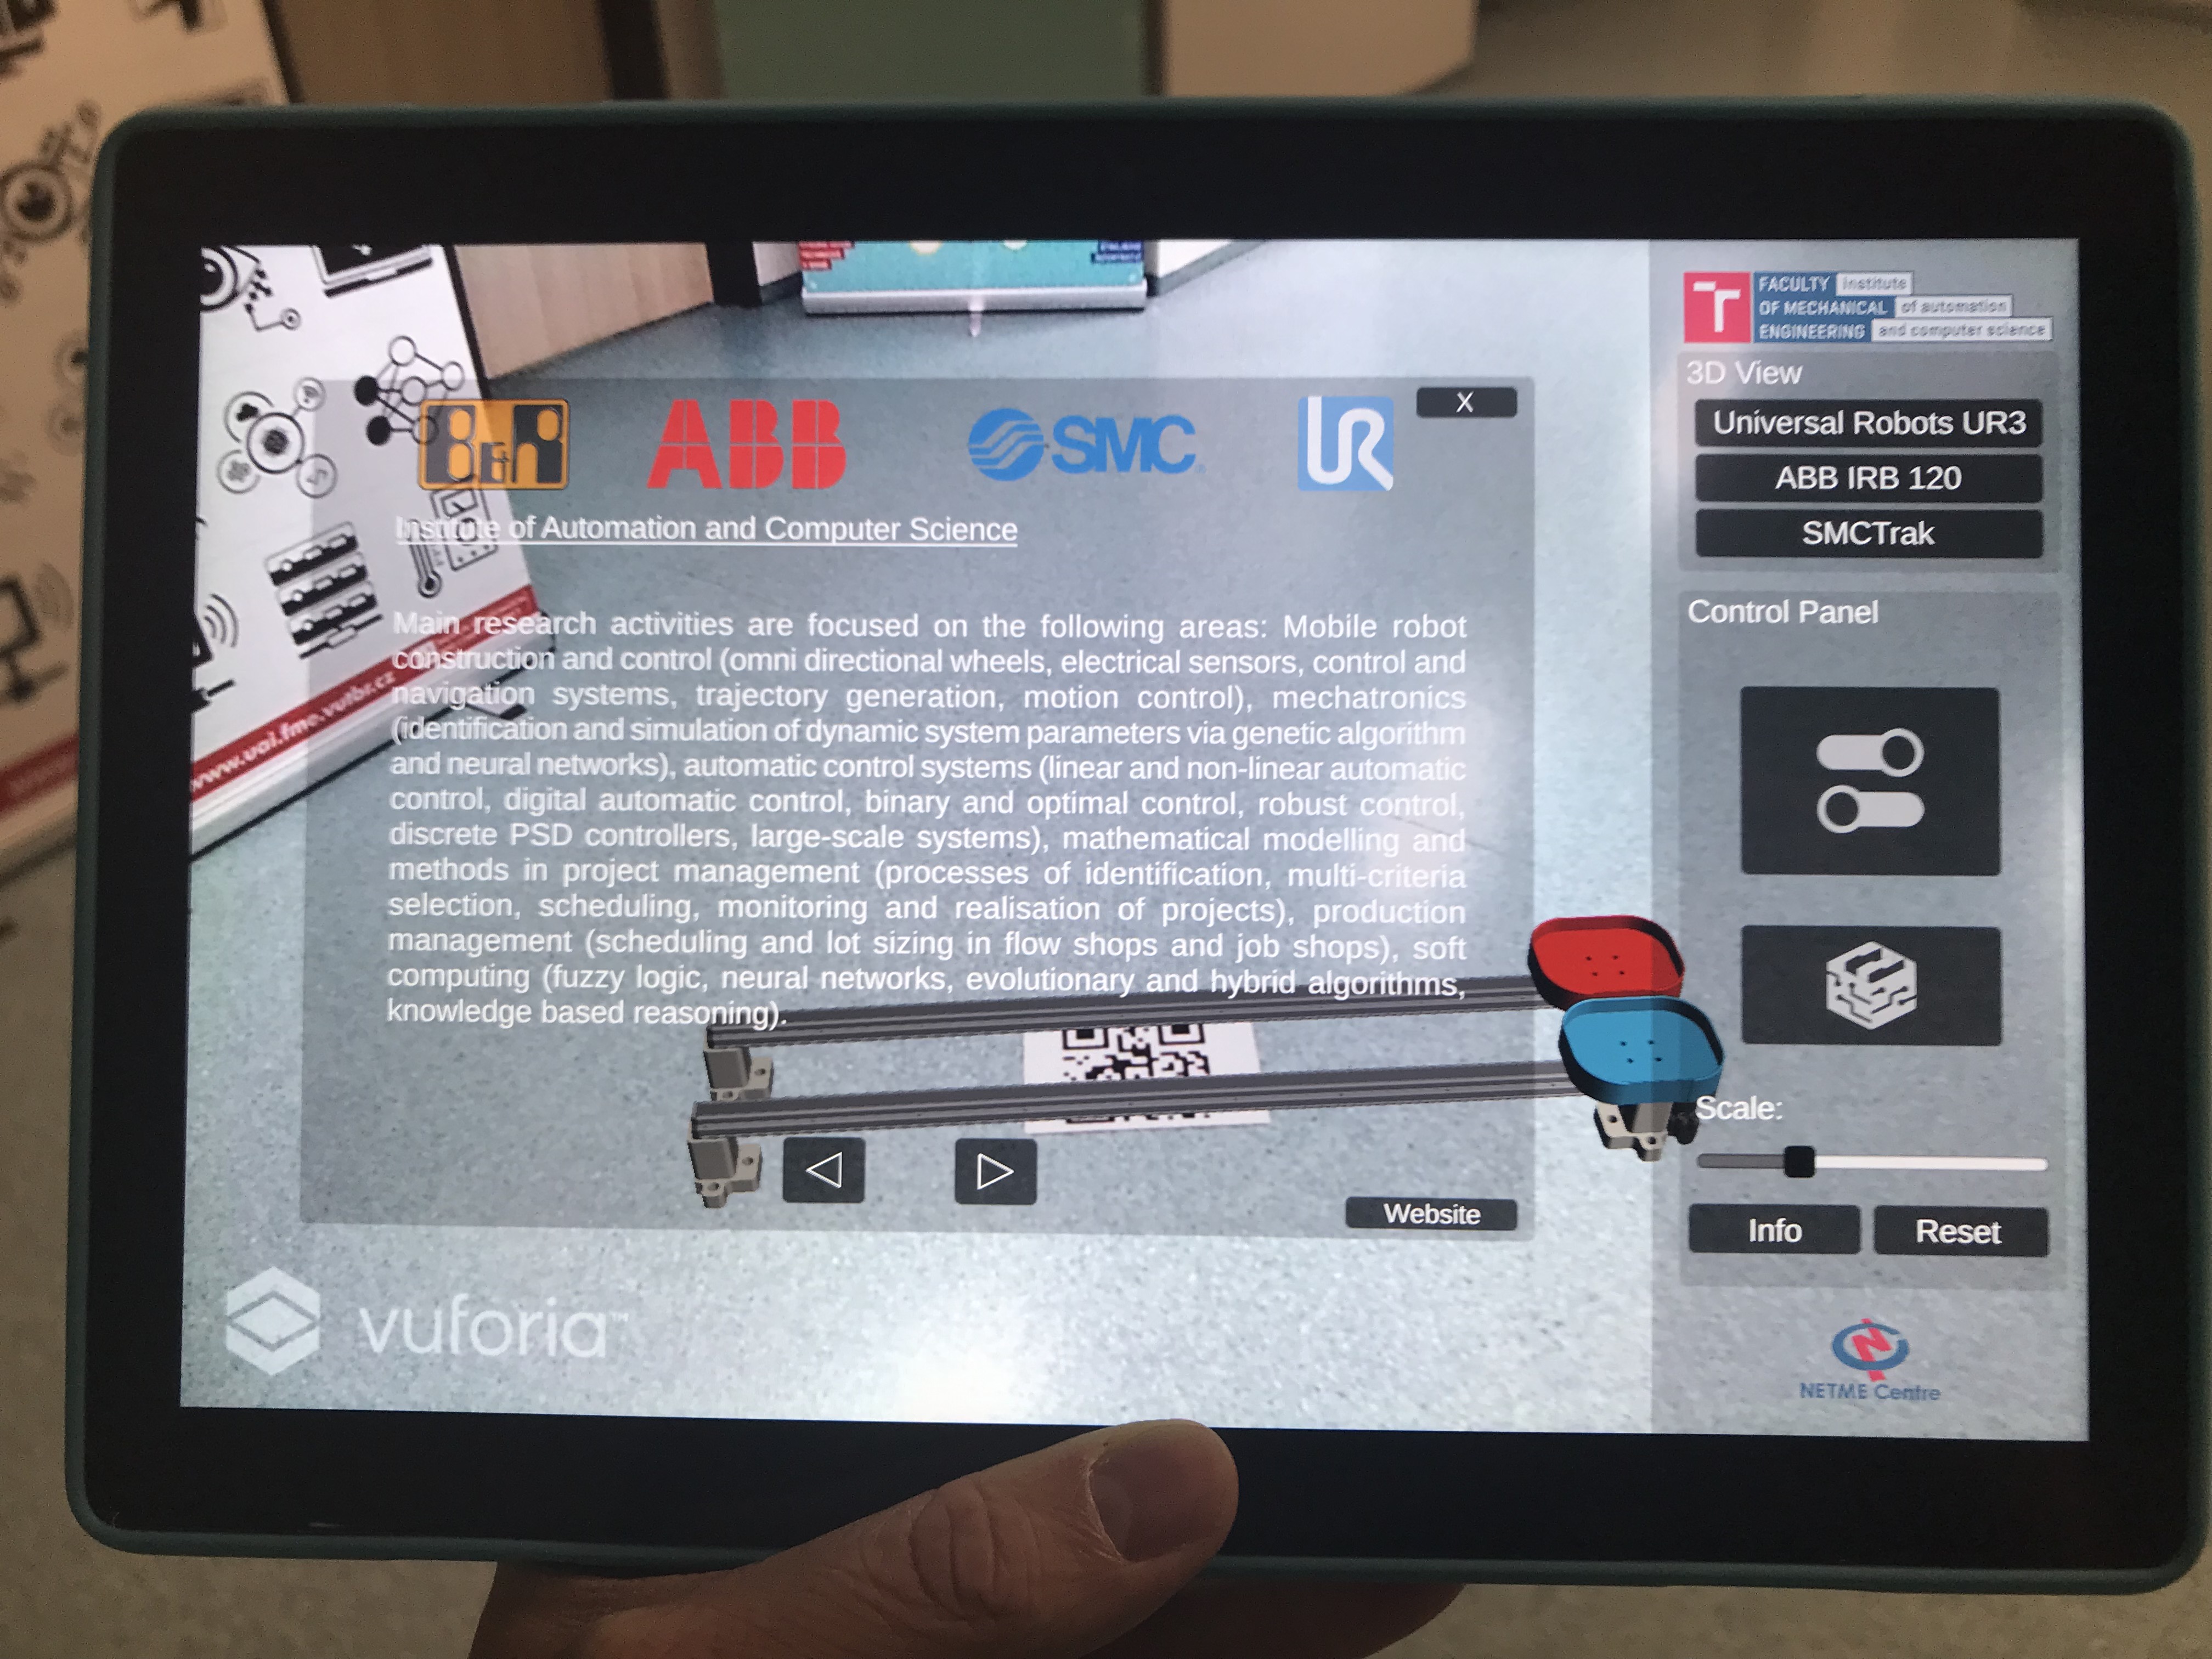 FACULTY Institute
OF MECHANICAL of automation
ENGINEERING and computer science
3D View
Universal Robots UR3
ABB IRB 120
SMCTrak
Control Panel
Scale:
Info
Reset
NETME Centre
B&R
ABB
SMC
UR
X
Institute of Automation and Computer Science
Main research activities are focused on the following areas: Mobile robot
construction and control (omni directional wheels, electrical sensors, control and
navigation systems, trajectory generation, motion control), mechatronics
(identification and simulation of dynamic system parameters via genetic algorithm
and neural networks), automatic control systems (linear and non-linear automatic
control, digital automatic control, binary and optimal control, robust control,
discrete PSD controllers, large-scale systems), mathematical modelling and
methods in project management (processes of identification, multi-criteria
selection, scheduling, monitoring and realisation of projects), production
management (scheduling and lot sizing in flow shops and job shops), soft
computing (fuzzy logic, neural networks, evolutionary and hybrid algorithms,
knowledge based reasoning).
Website
www.uai.fme.vutbr.cz
vuforia™